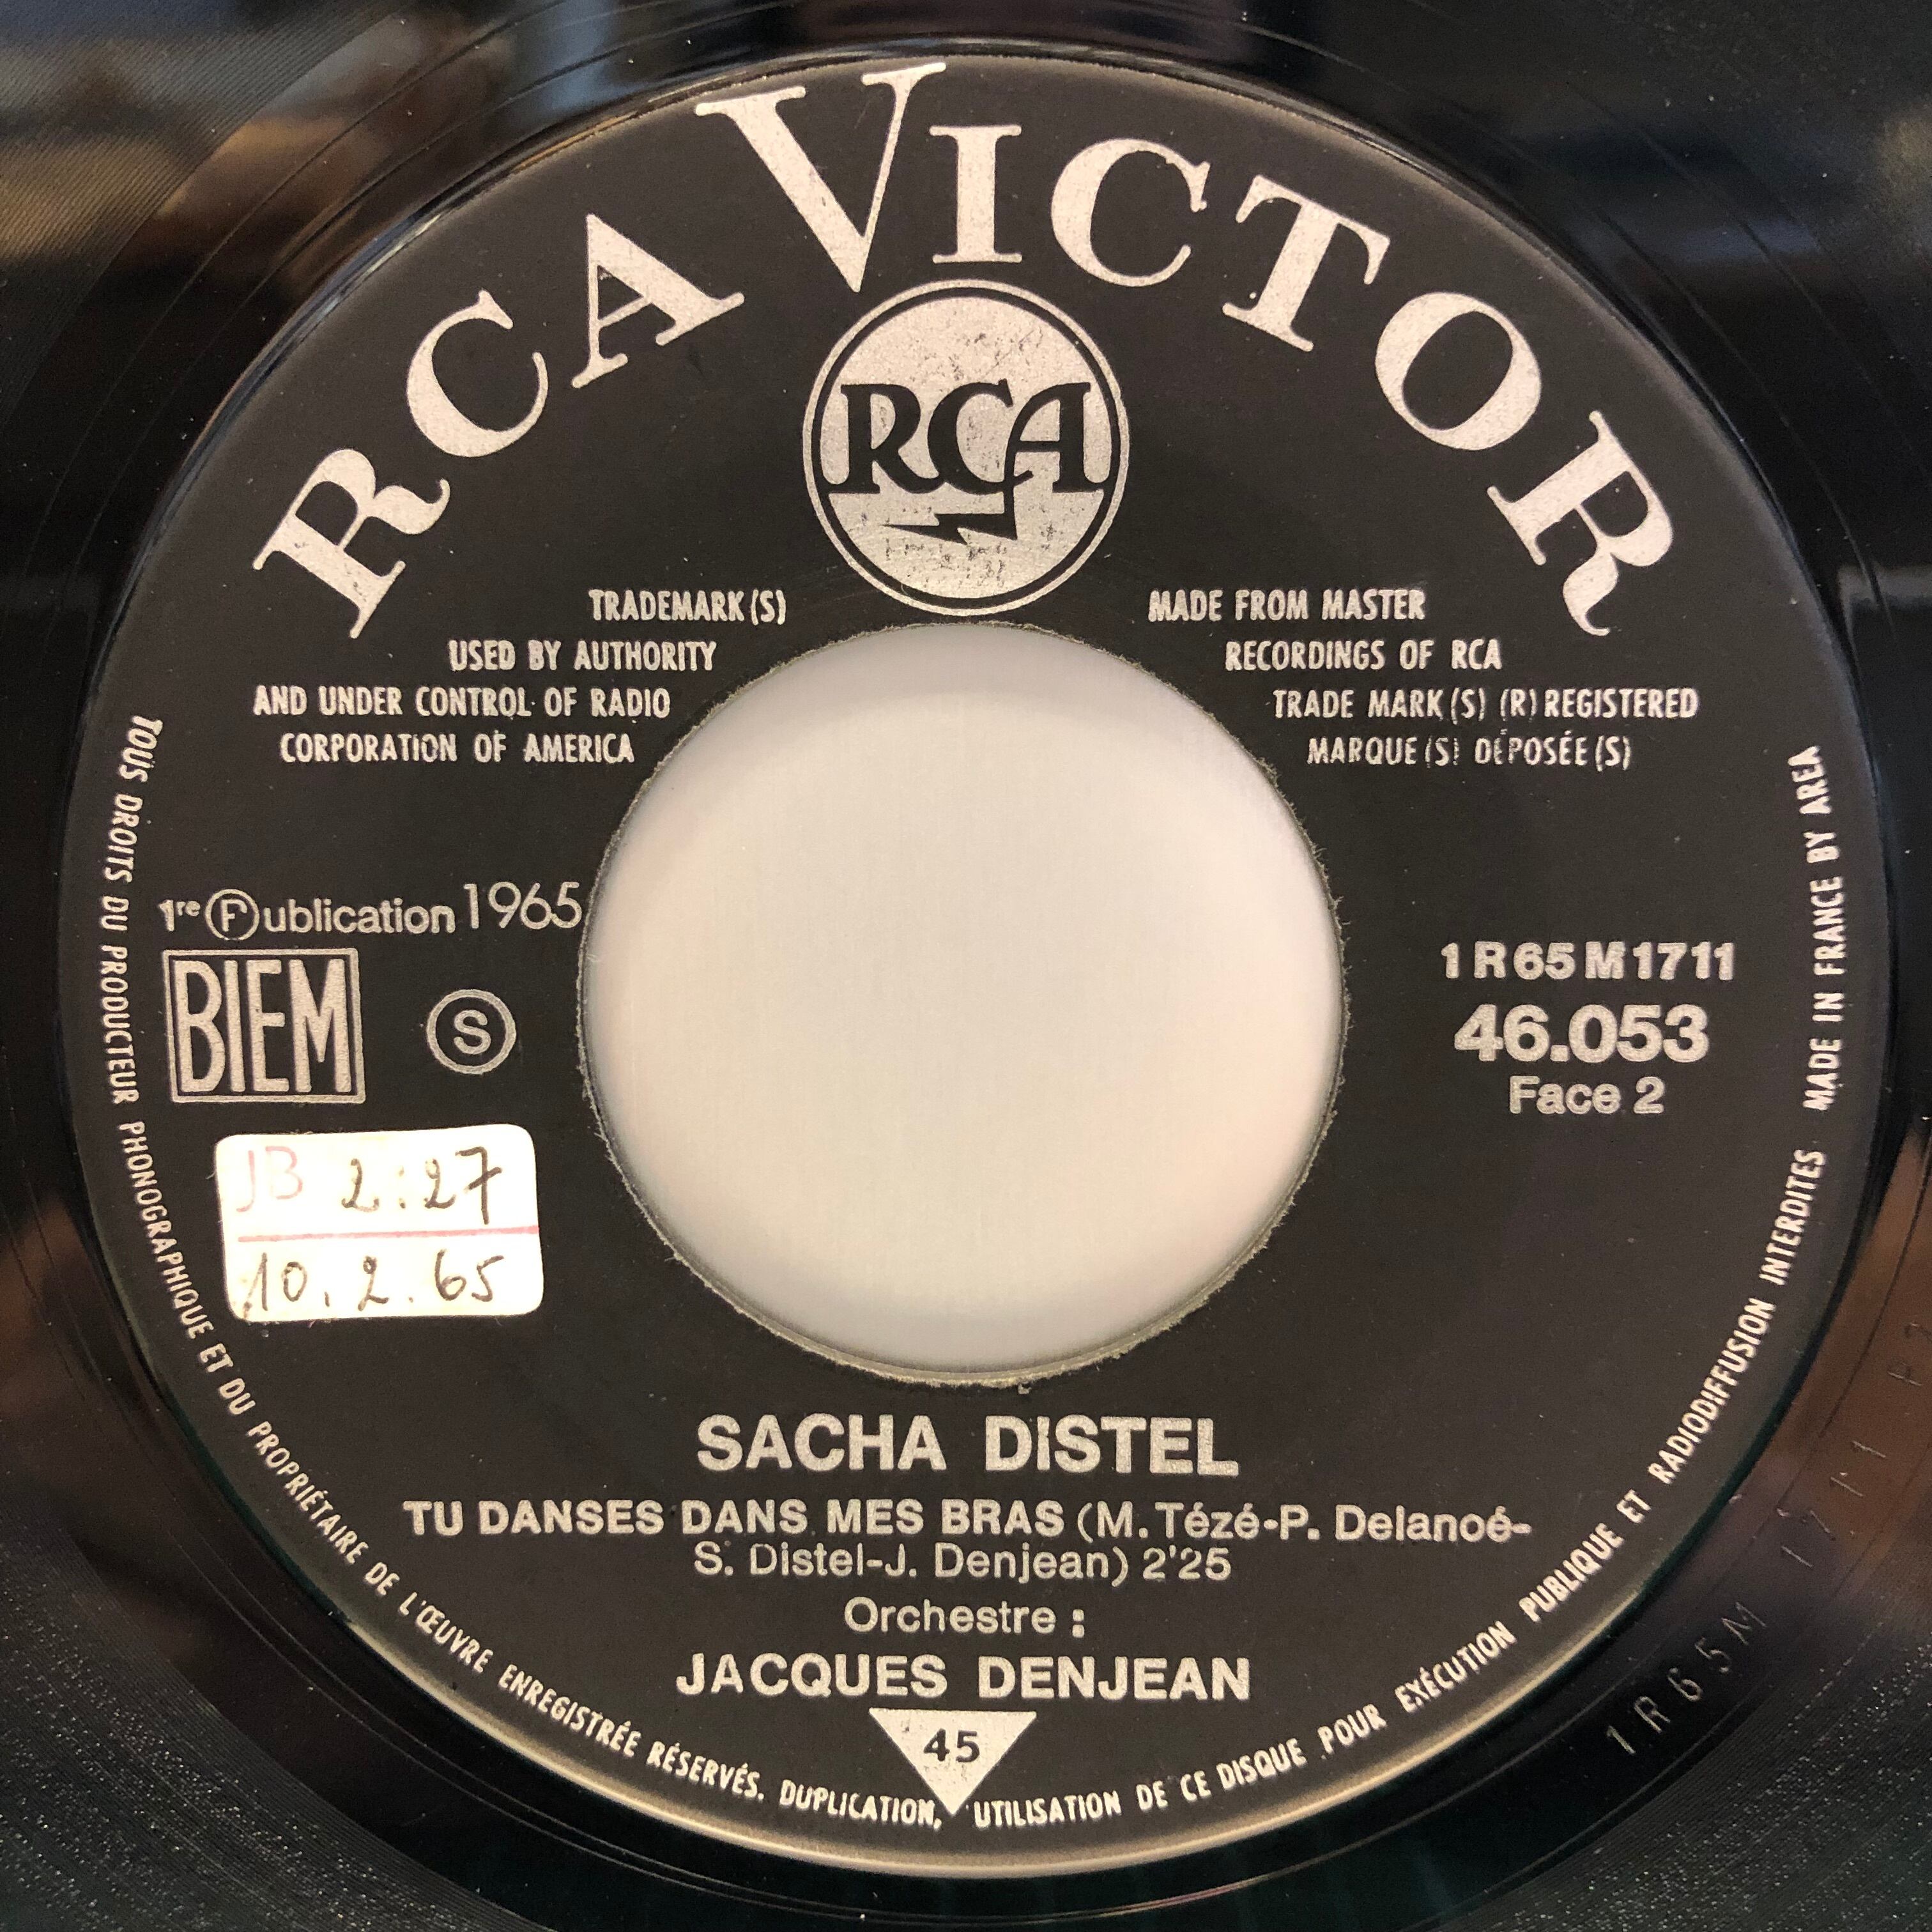 RCA VICTOR
RCA
TRADEMARK(S)
USED BY AUTHORITY
AND UNDER CONTROL OF RADIO
CORPORATION OF AMERICA
MADE FROM MASTER
RECORDINGS OF RCA
TRADE MARK(S) (R) REGISTERED
MARQUE(S) DÉPOSÉE(S)
1re Ⓟublication 1965
BIEM
Ⓢ
1 R 65 M 1711
46.053
Face 2
JB 2:27
10.2.65
SACHA DISTEL
TU DANSES DANS MES BRAS (M. Tézé-P. Delanoé-
S. Distel-J. Denjean) 2'25
Orchestre :
JACQUES DENJEAN
45
TOUS DROITS DU PRODUCTEUR PHONOGRAPHIQUE ET DU PROPRIÉTAIRE DE L'ŒUVRE ENREGISTRÉE RÉSERVÉS. DUPLICATION, UTILISATION DE CE DISQUE POUR EXÉCUTION PUBLIQUE ET RADIODIFFUSION INTERDITES MADE IN FRANCE BY AREA
1R65M 1711